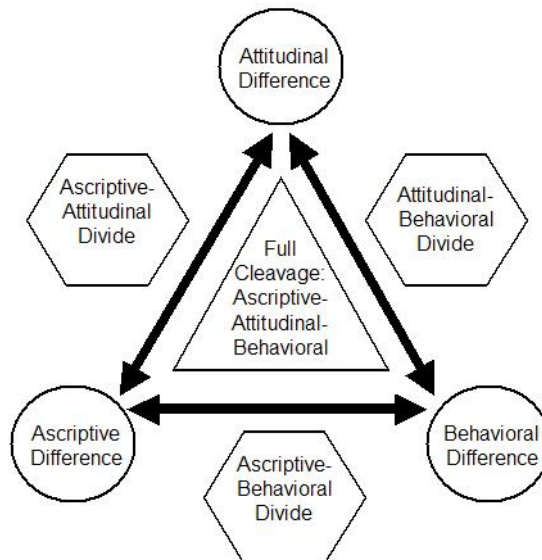 Attitudinal
Difference
Ascriptive-
Attitudinal
Divide
Attitudinal-
Behavioral
Divide
Full
Cleavage:
Ascriptive-
Attitudinal-
Behavioral
Ascriptive
Difference
Behavioral
Difference
Ascriptive-
Behavioral
Divide